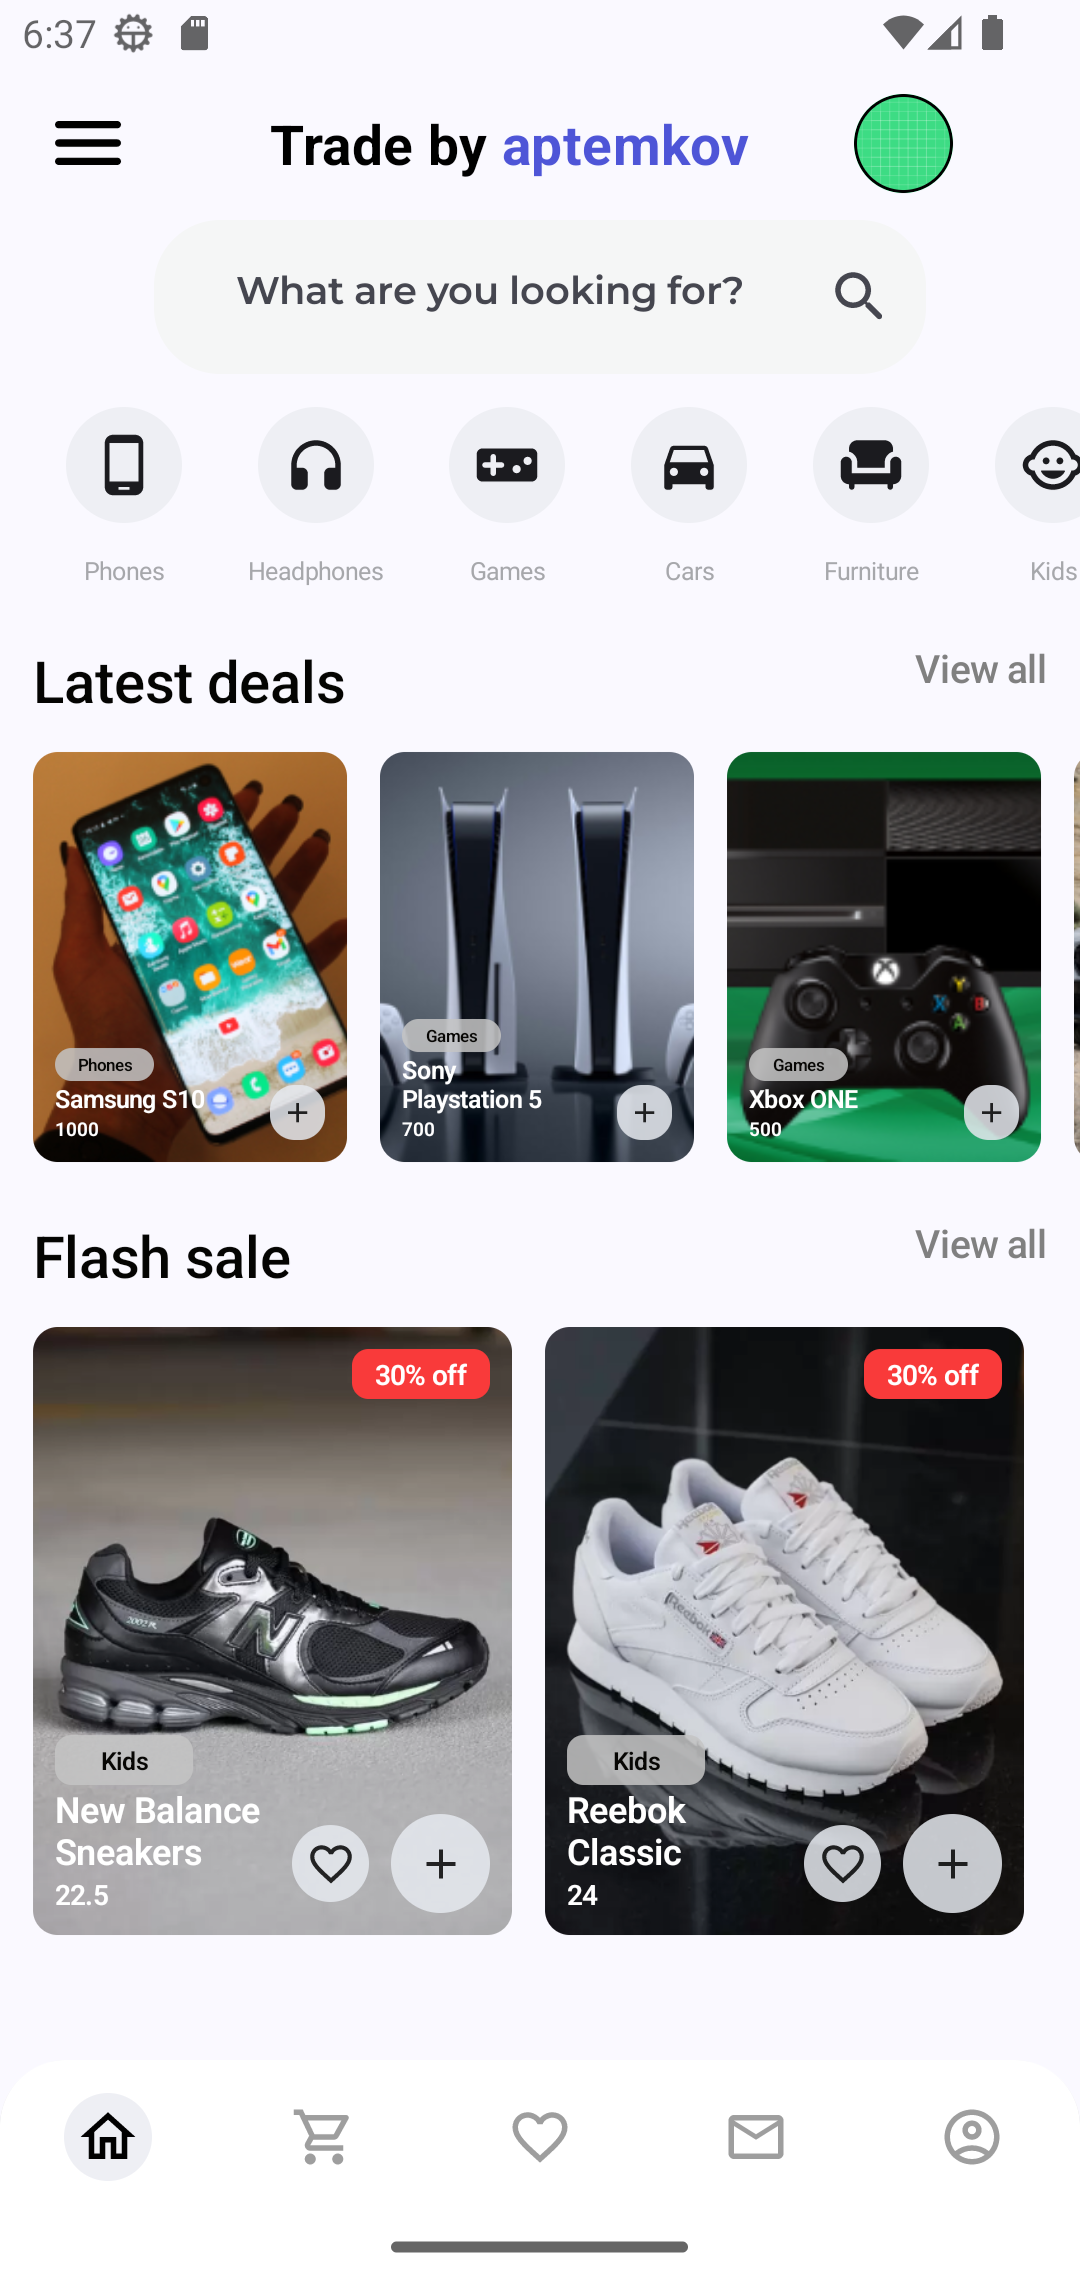 6:37
Trade by aptemkov
What are you looking for?
Phones
Headphones
Games
Cars
Furniture
Kids
Latest deals
View all
Phones
Samsung S10
1000
Games
Sony
Playstation 5
700
Games
Xbox ONE
500
Flash sale
View all
30% off
Kids
New Balance
Sneakers
22.5
30% off
Reebok
Kids
Reebok
Classic
24